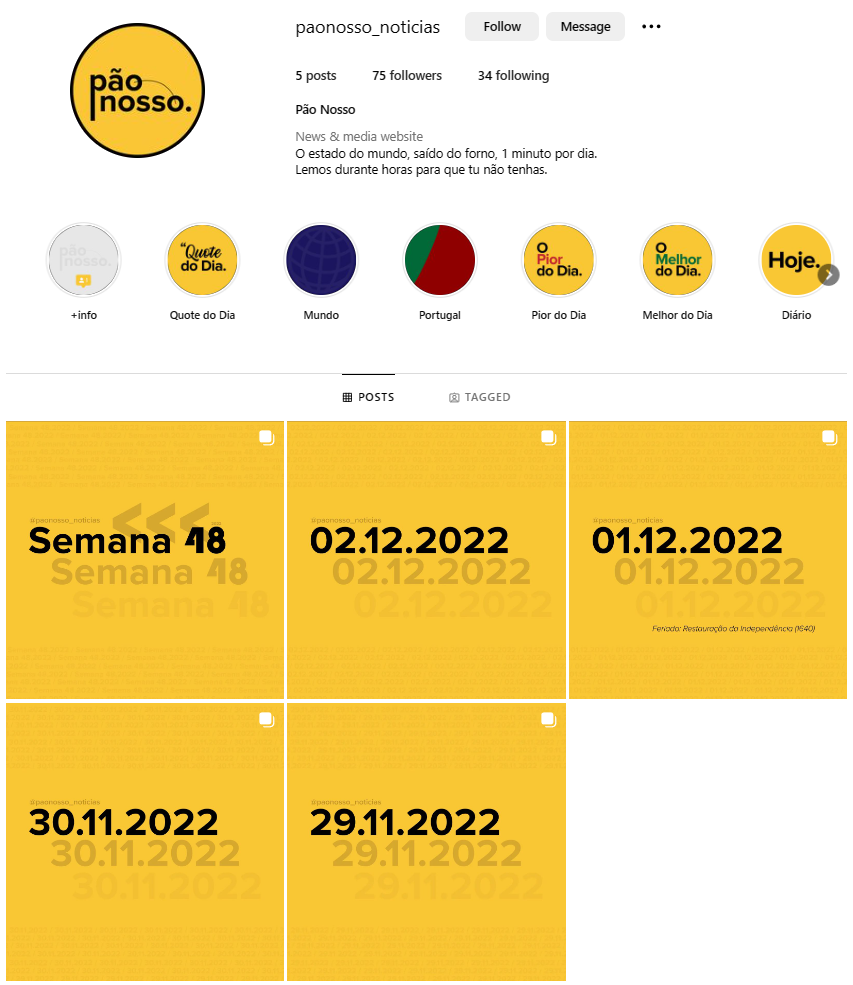 paonosso_noticias Follow Message
pão
nosso.
5 posts 75 followers 34 following
Pão Nosso
News & media website
O estado do mundo, saído do forno, 1 minuto por dia.
Lemos durante horas para que tu não tenhas.
pão
nosso.
“Quote
do Dia.
O
Pior
do Dia.
O
Melhor
do Dia.
Hoje.
+info Quote do Dia Mundo Portugal Pior do Dia Melhor do Dia Diário
POSTS TAGGED
@paonosso_noticias
Semana 48
Semana 48
Semana 48
@paonosso_noticias
02.12.2022
02.12.2022
02.12.2022
@paonosso_noticias
01.12.2022
01.12.2022
01.12.2022
Feriado: Restauração da Independência (1640)
@paonosso_noticias
30.11.2022
30.11.2022
30.11.2022
@paonosso_noticias
29.11.2022
29.11.2022
29.11.2022